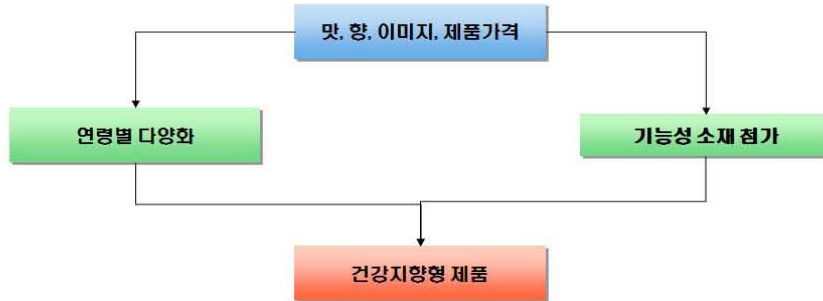 맛, 향, 이미지, 제품가격
연령별 다양화
기능성 소재 첨가
건강지향형 제품